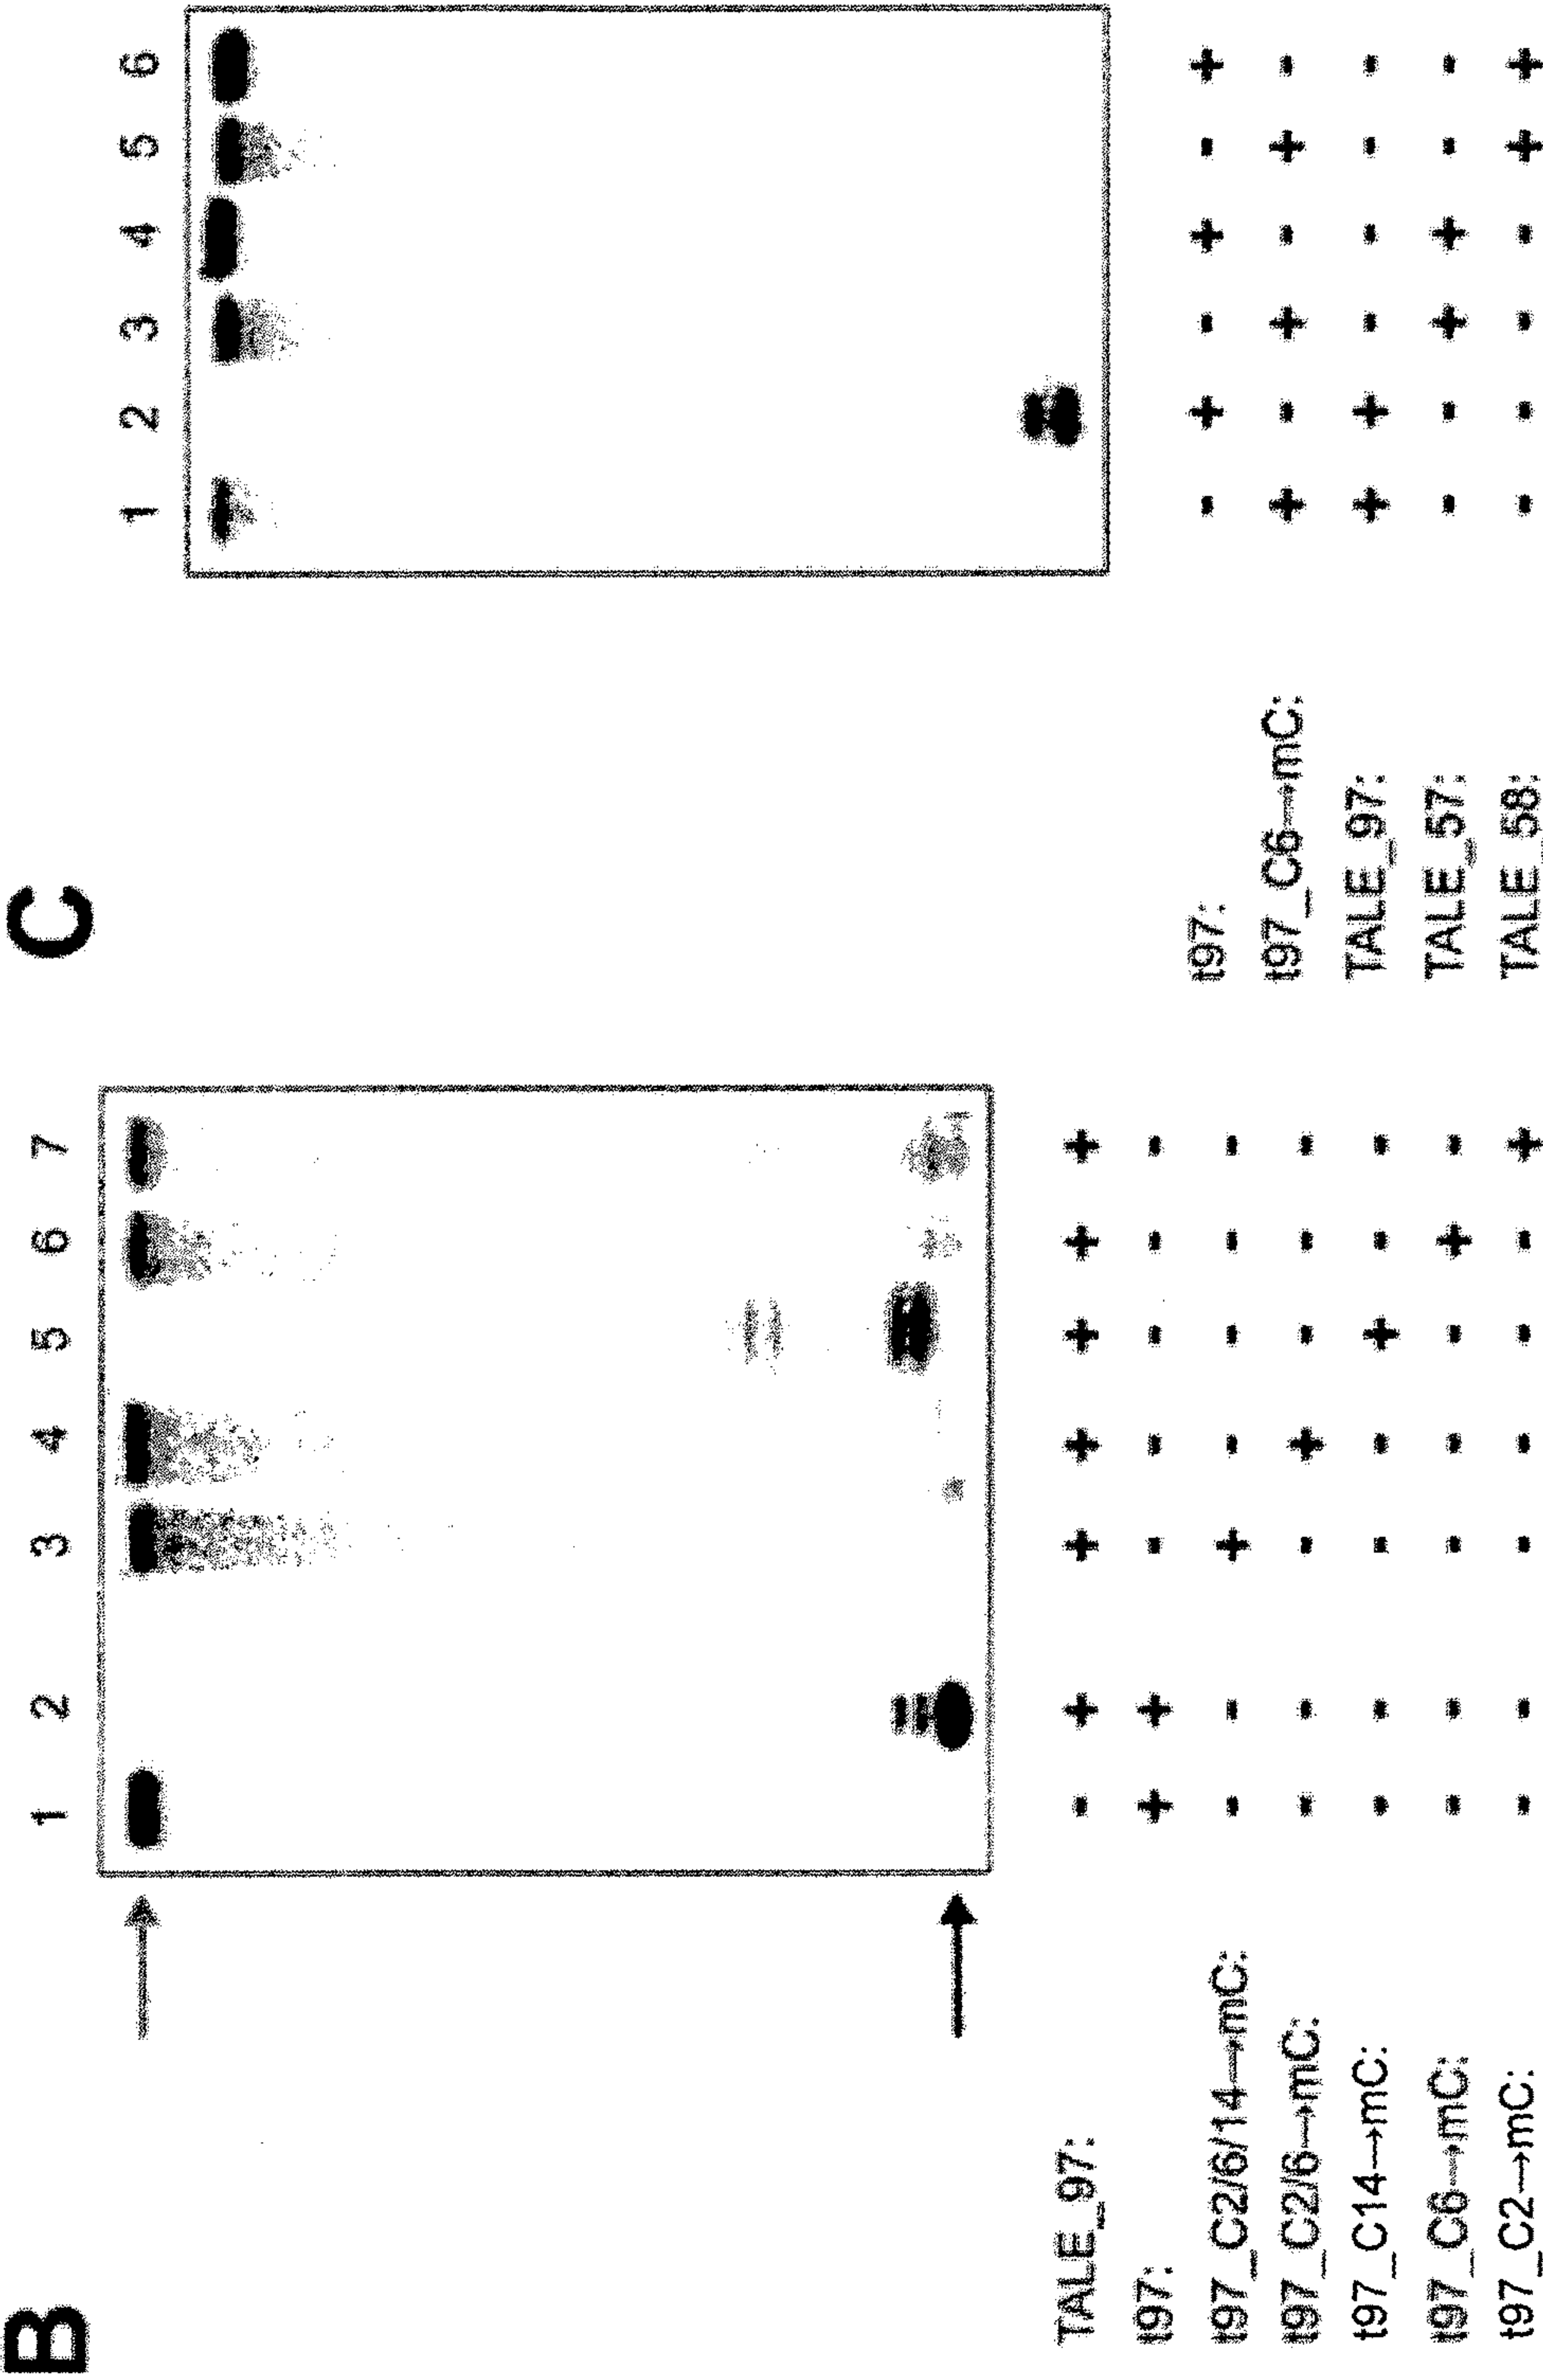 B
1 2 3 4 5 6 7
TALE_97: - + + + + + +
t97: + + - - - - -
t97_C2/6/14→mC: - - + - - - -
t97_C2/6→mC: - - - + - - -
t97_C14→mC: - - - - + - -
t97_C6→mC: - - - - - + -
t97_C2→mC: - - - - - - +
C
1 2 3 4 5 6
t97: - + - + - +
t97_C6→mC: + - + - + -
TALE_97: + + - - - -
TALE_57: - - + + - -
TALE_58: - - - - + +